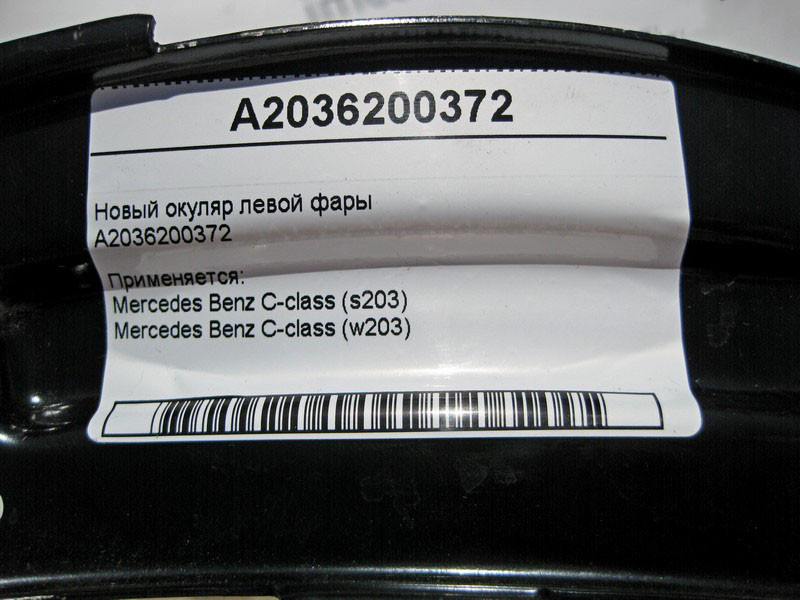 A2036200372
Новый окуляр левой фары
A2036200372
Применяется:
Mercedes Benz C-class (s203)
Mercedes Benz C-class (w203)